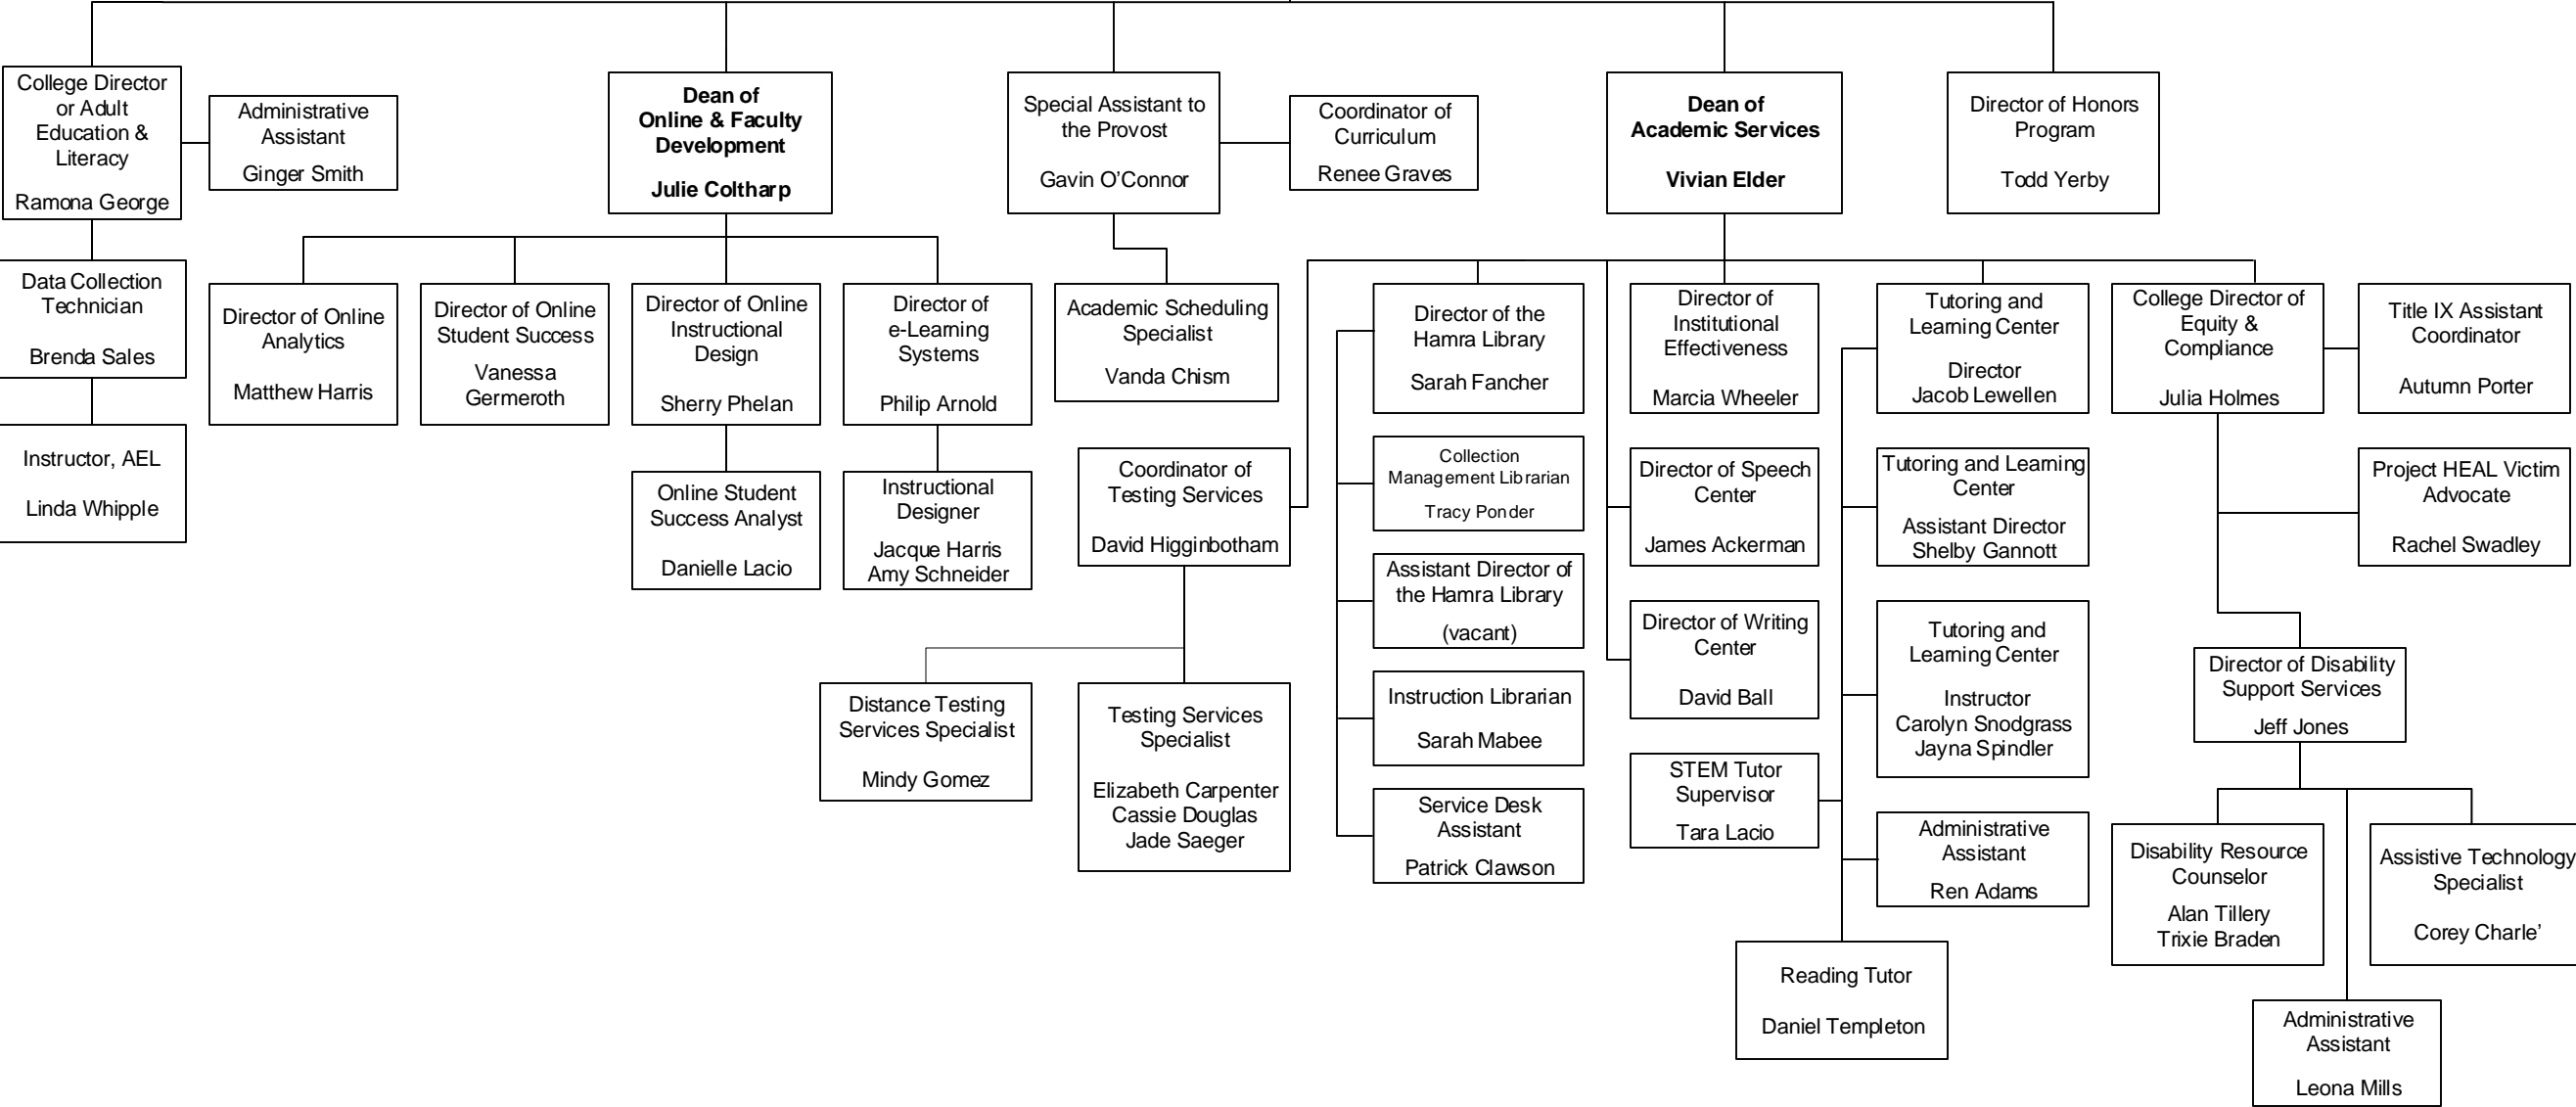 College Director
or Adult
Education &
Literacy
Ramona George
Administrative
Assistant
Ginger Smith
Dean of
Online & Faculty
Development
Julie Coltharp
Special Assistant to
the Provost
Gavin O'Connor
Coordinator of
Curriculum
Renee Graves
Dean of
Academic Services
Vivian Elder
Director of Honors
Program
Todd Yerby
Data Collection
Technician
Brenda Sales
Director of Online
Analytics
Matthew Harris
Director of Online
Student Success
Vanessa
Germeroth
Director of Online
Instructional
Design
Sherry Phelan
Director of
e-Learning
Systems
Philip Arnold
Academic Scheduling
Specialist
Vanda Chism
Director of the
Hamra Library
Sarah Fancher
Director of
Institutional
Effectiveness
Marcia Wheeler
Tutoring and
Learning Center
Director
Jacob Lewellen
College Director of
Equity &
Compliance
Julia Holmes
Title IX Assistant
Coordinator
Autumn Porter
Instructor, AEL
Linda Whipple
Online Student
Success Analyst
Danielle Lacio
Instructional
Designer
Jacque Harris
Amy Schneider
Coordinator of
Testing Services
David Higginbotham
Collection
Management Librarian
Tracy Ponder
Director of Speech
Center
James Ackerman
Tutoring and Learning
Center
Assistant Director
Shelby Gannott
Project HEAL Victim
Advocate
Rachel Swadley
Assistant Director of
the Hamra Library
(vacant)
Director of Writing
Center
David Ball
Tutoring and
Learning Center
Instructor
Carolyn Snodgrass
Jayna Spindler
Director of Disability
Support Services
Jeff Jones
Distance Testing
Services Specialist
Mindy Gomez
Testing Services
Specialist
Elizabeth Carpenter
Cassie Douglas
Jade Saeger
Instruction Librarian
Sarah Mabee
STEM Tutor
Supervisor
Tara Lacio
Service Desk
Assistant
Patrick Clawson
Administrative
Assistant
Ren Adams
Disability Resource
Counselor
Alan Tillery
Trixie Braden
Assistive Technology
Specialist
Corey Charle'
Reading Tutor
Daniel Templeton
Administrative
Assistant
Leona Mills